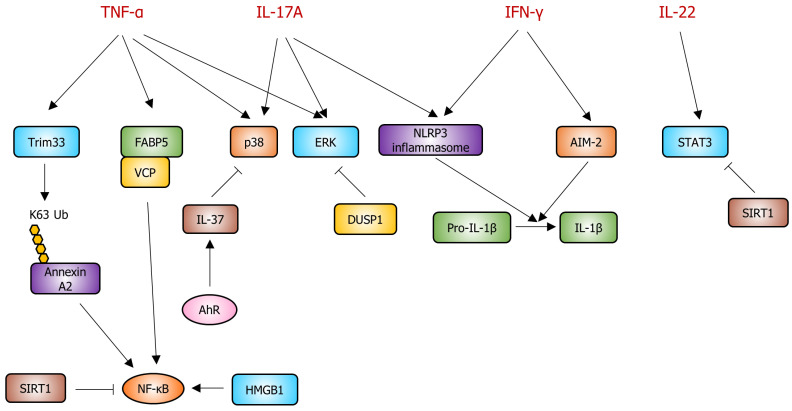 TNF-α
IL-17A
IFN-γ
IL-22
Trim33
FABP5
VCP
p38
ERK
NLRP3
inflammasome
AIM-2
STAT3
K63 Ub
IL-37
DUSP1
Pro-IL-1β
IL-1β
SIRT1
Annexin
A2
AhR
SIRT1
NF-κB
HMGB1